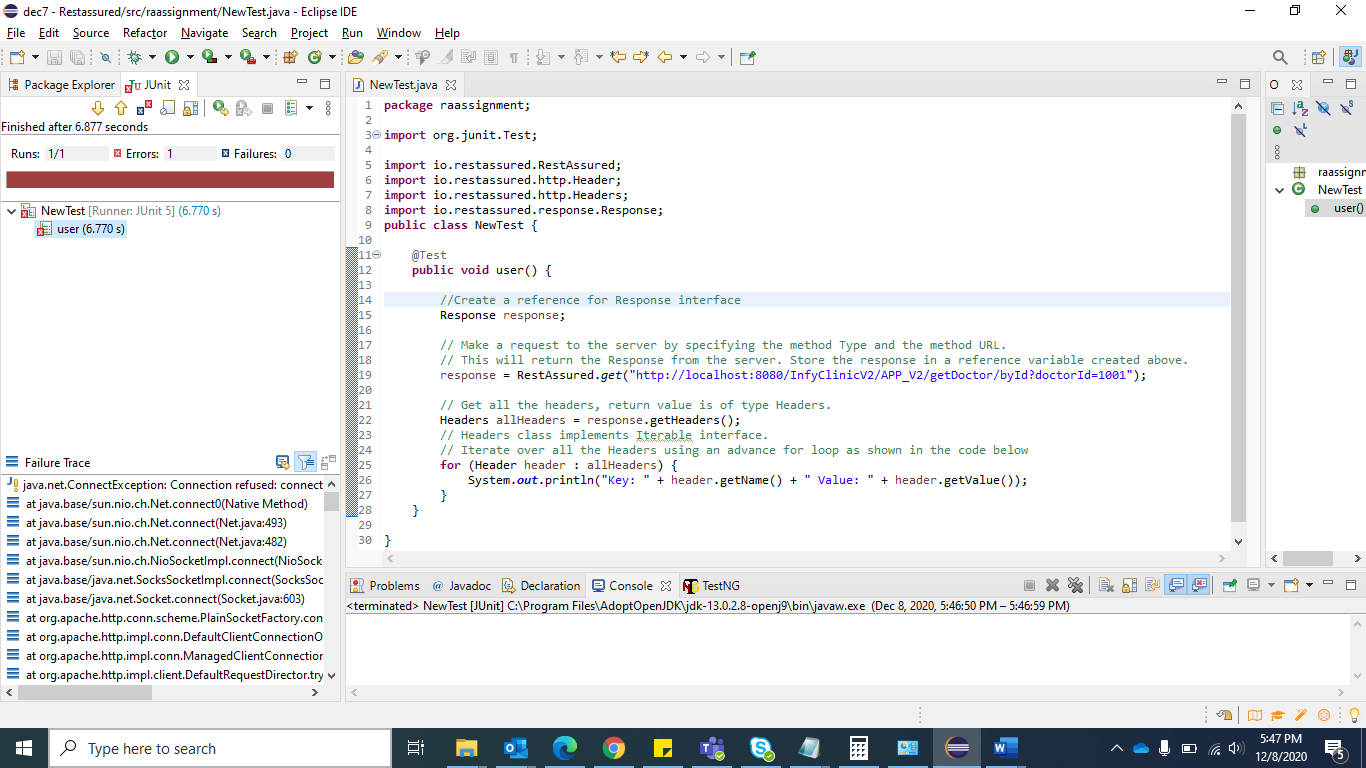 dec7 - Restassured/src/raassignment/NewTest.java - Eclipse IDE
File Edit Source Refactor Navigate Search Project Run Window Help
Package Explorer JUnit
Finished after 6.877 seconds
Runs: 1/1 Errors: 1 Failures: 0
NewTest [Runner: JUnit 5] (6.770 s)
user (6.770 s)
Failure Trace
java.net.ConnectException: Connection refused: connect
at java.base/sun.nio.ch.Net.connect0(Native Method)
at java.base/sun.nio.ch.Net.connect(Net.java:493)
at java.base/sun.nio.ch.Net.connect(Net.java:482)
at java.base/sun.nio.ch.NioSocketImpl.connect(NioSock
at java.base/java.net.SocksSocketImpl.connect(SocksSoc
at java.base/java.net.Socket.connect(Socket.java:603)
at org.apache.http.conn.scheme.PlainSocketFactory.con
at org.apache.http.impl.conn.DefaultClientConnectionO
at org.apache.http.impl.conn.ManagedClientConnection
at org.apache.http.impl.client.DefaultRequestDirector.try
NewTest.java
1 package raassignment;
2
3 import org.junit.Test;
4
5 import io.restassured.RestAssured;
6 import io.restassured.http.Header;
7 import io.restassured.http.Headers;
8 import io.restassured.response.Response;
9 public class NewTest {
10
11 @Test
12 public void user() {
13
14 //Create a reference for Response interface
15 Response response;
16
17 // Make a request to the server by specifying the method Type and the method URL.
18 // This will return the Response from the server. Store the response in a reference variable created above.
19 response = RestAssured.get("http://localhost:8080/InfyClinicV2/APP_V2/getDoctor/byId?doctorId=1001");
20
21 // Get all the headers, return value is of type Headers.
22 Headers allHeaders = response.getHeaders();
23 // Headers class implements Iterable interface.
24 // Iterate over all the Headers using an advance for loop as shown in the code below
25 for (Header header : allHeaders) {
26 System.out.println("Key: " + header.getName() + " Value: " + header.getValue());
27 }
28 }
29
30 }
raassignm
NewTest
user()
Problems Javadoc Declaration Console TestNG
<terminated> NewTest [JUnit] C:\Program Files\AdoptOpenJDK\jdk-13.0.2.8-openj9\bin\javaw.exe (Dec 8, 2020, 5:46:50 PM – 5:46:59 PM)
Type here to search
5:47 PM
12/8/2020
5